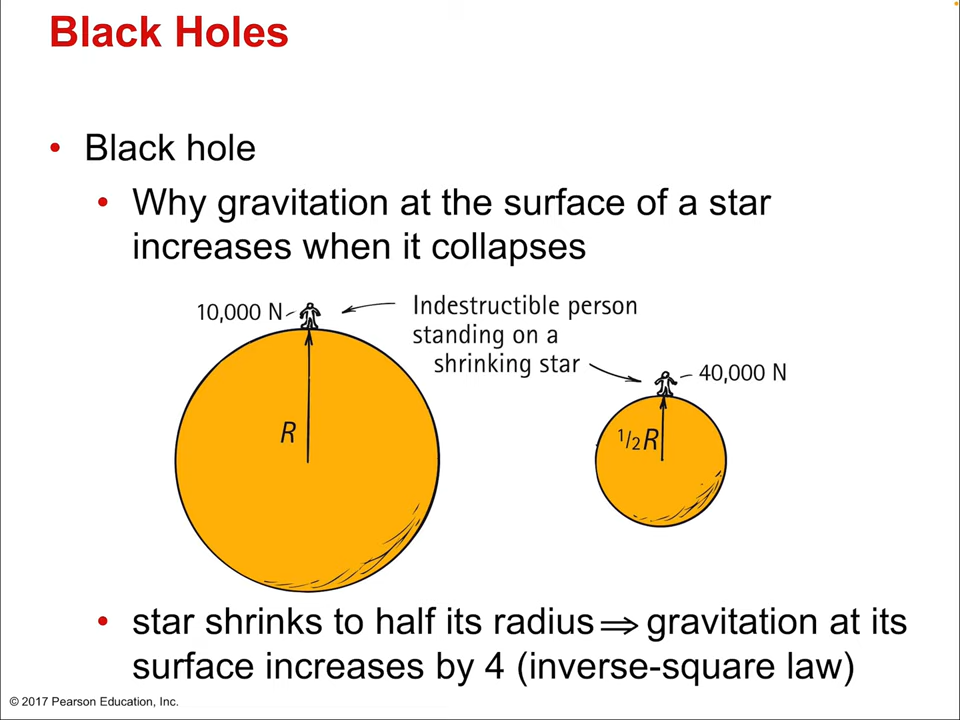 Black Holes
• Black hole
• Why gravitation at the surface of a star
increases when it collapses
10,000 N
Indestructible person
standing on a
shrinking star
40,000 N
R
1/2 R
• star shrinks to half its radius ⇒ gravitation at its
surface increases by 4 (inverse-square law)
© 2017 Pearson Education, Inc.